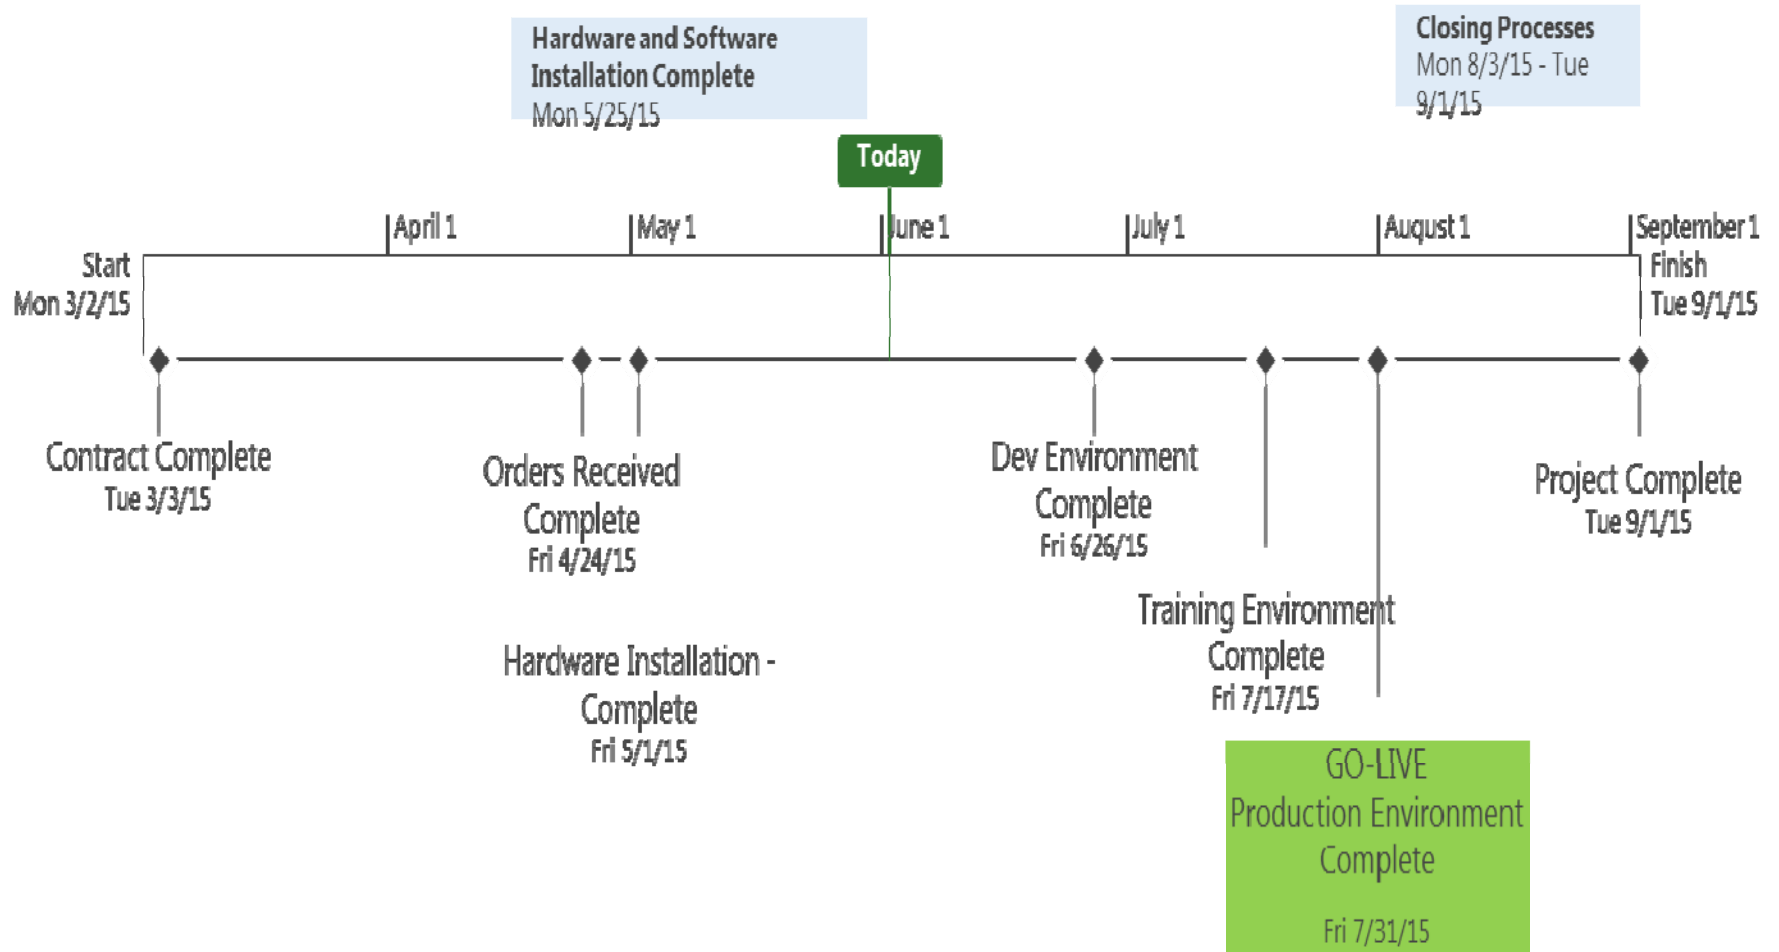 Hardware and Software
Installation Complete
Mon 5/25/15
Closing Processes
Mon 8/3/15 - Tue
9/1/15
Today
April 1
May 1
June 1
July 1
August 1
September 1
Start
Mon 3/2/15
Finish
Tue 9/1/15
Contract Complete
Tue 3/3/15
Orders Received
Complete
Fri 4/24/15
Hardware Installation -
Complete
Fri 5/1/15
Dev Environment
Complete
Fri 6/26/15
Training Environment
Complete
Fri 7/17/15
GO-LIVE
Production Environment
Complete
Fri 7/31/15
Project Complete
Tue 9/1/15